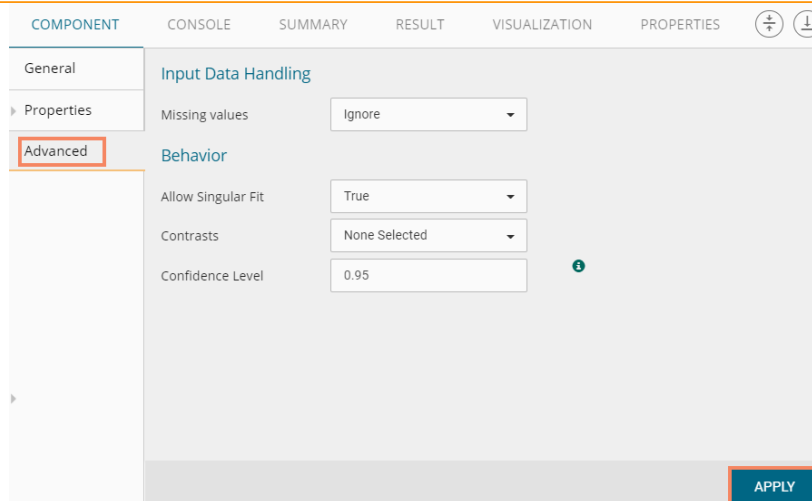 COMPONENT CONSOLE SUMMARY RESULT VISUALIZATION PROPERTIES
General
Properties
Advanced
Input Data Handling
Missing values Ignore
Behavior
Allow Singular Fit True
Contrasts None Selected
Confidence Level 0.95
APPLY